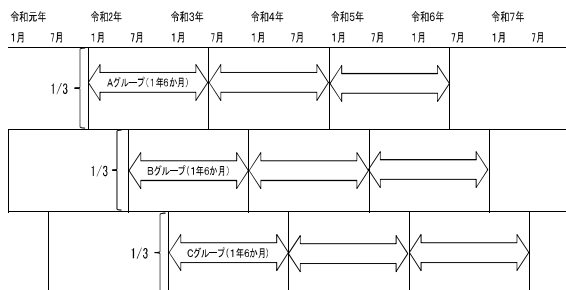 令和元年 令和2年 令和3年 令和4年 令和5年 令和6年 令和7年
1月 7月 1月 7月 1月 7月 1月 7月 1月 7月 1月 7月 1月 7月
1/3 Aグループ(1年6か月)
1/3 Bグループ(1年6か月)
1/3 Cグループ(1年6か月)